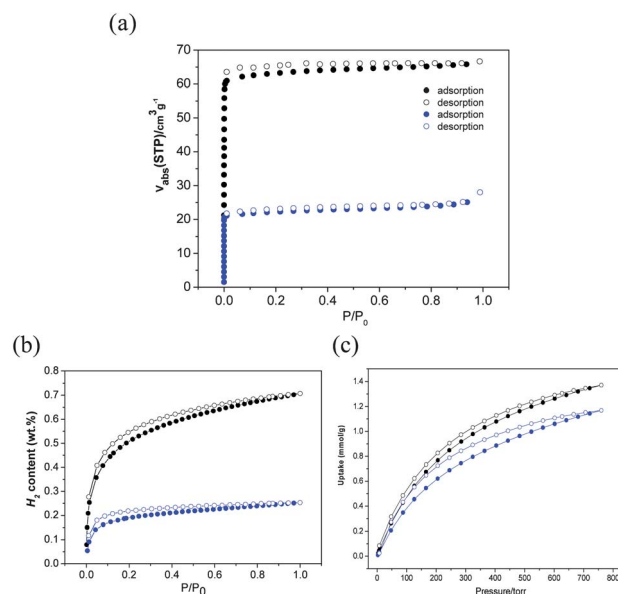 (a)
70
60
50
40
30
20
10
0
v_abs(STP)/cm³g⁻¹
adsorption
desorption
adsorption
desorption
0.0 0.2 0.4 0.6 0.8 1.0
P/P₀
(b)
0.8
0.7
0.6
0.5
0.4
0.3
0.2
0.1
0.0
H₂ content (wt.%)
0.0 0.2 0.4 0.6 0.8 1.0
P/P₀
(c)
1.4
1.2
1.0
0.8
0.6
0.4
0.2
0.0
Uptake (mmol/g)
0 100 200 300 400 500 600 700 800
Pressure/torr